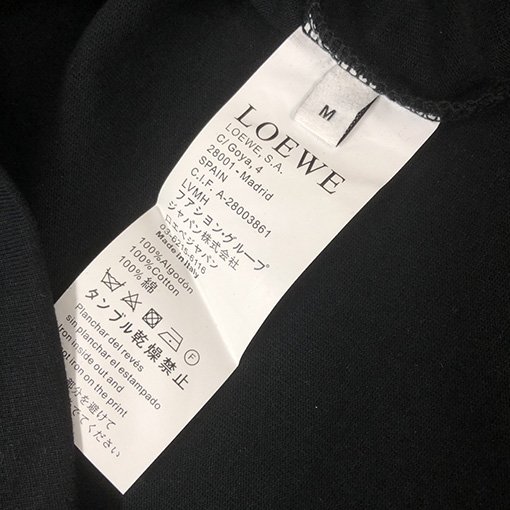 M
LOEWE
LOEWE, S.A.
C/ Goya, 4
28001 - Madrid
SPAIN
C.I.F. A-28003861
LVMH
ファション・グループ
ジャパン株式会社
ロエベジャパン
03-6215-6116
Made in Italy
100%Algodón
100%Cotton
100% 綿
F
タンブル乾燥禁止
Planchar del revés
sin planchar el estampado
Iron inside out and
not iron on the print
部分を避けて
てください